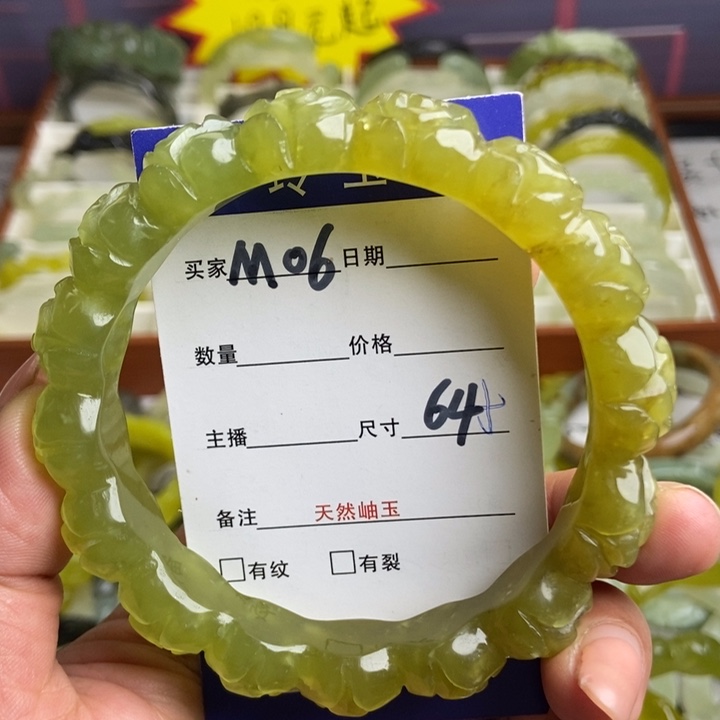 买家 M06 日期
数量 价格
主播 尺寸 64+
备注 天然岫玉
□有纹 □有裂